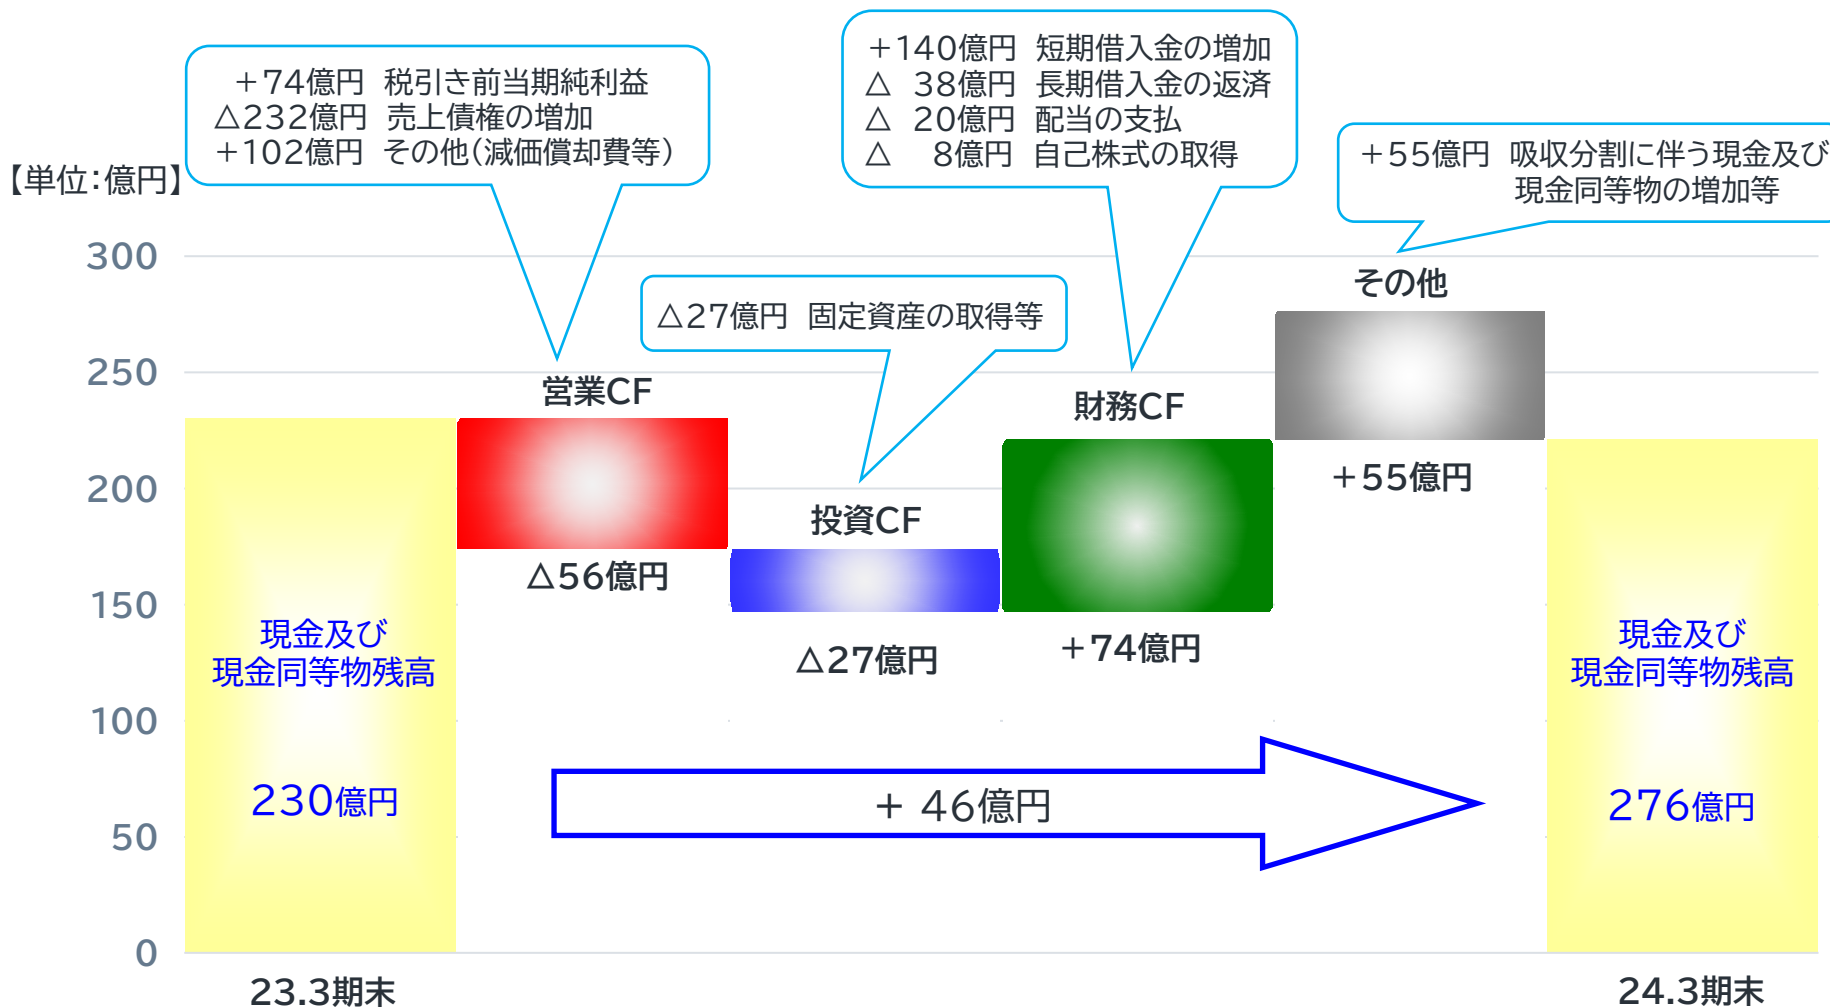 +74億円 税引き前当期純利益
△232億円 売上債権の増加
+102億円 その他(減価償却費等)
+140億円 短期借入金の増加
△ 38億円 長期借入金の返済
△ 20億円 配当の支払
△ 8億円 自己株式の取得
+55億円 吸収分割に伴う現金及び
現金同等物の増加等
【単位:億円】
300
250
200
150
100
50
0
△27億円 固定資産の取得等
営業CF
△56億円
投資CF
△27億円
財務CF
+74億円
その他
+55億円
現金及び
現金同等物残高
230億円
+ 46億円
現金及び
現金同等物残高
276億円
23.3期末
24.3期末